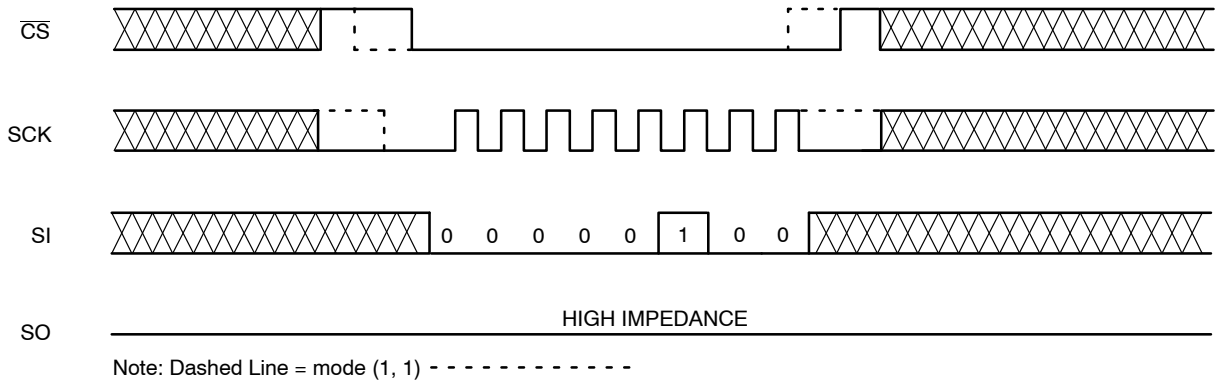 CS
SCK
SI
0 0 0 0 0 1 0 0
SO
HIGH IMPEDANCE
Note: Dashed Line = mode (1, 1)